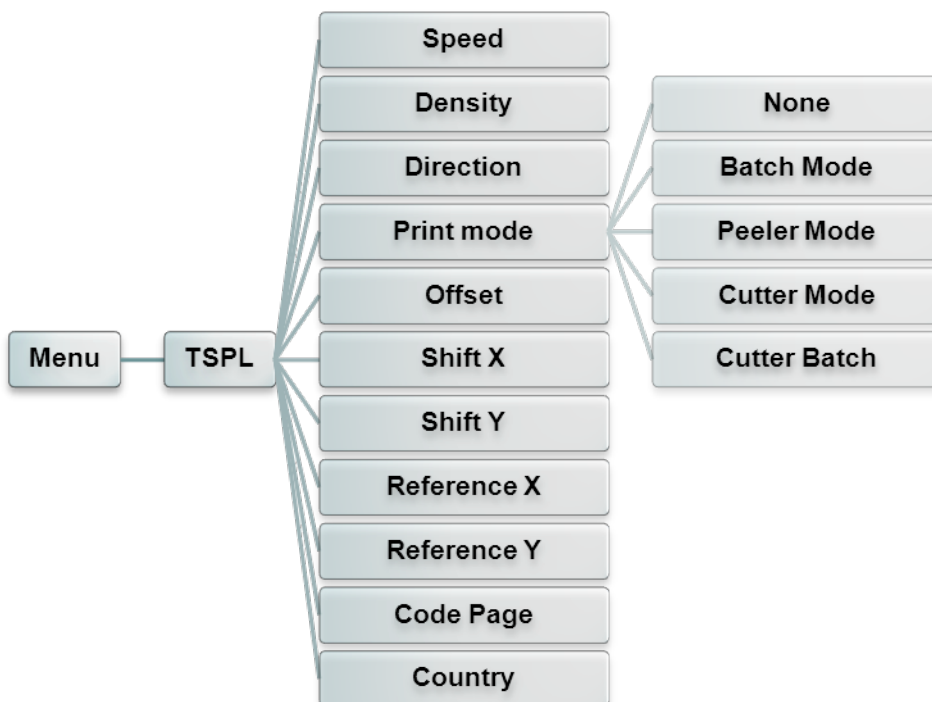 Menu
TSPL
Speed
Density
Direction
Print mode
Offset
Shift X
Shift Y
Reference X
Reference Y
Code Page
Country
None
Batch Mode
Peeler Mode
Cutter Mode
Cutter Batch